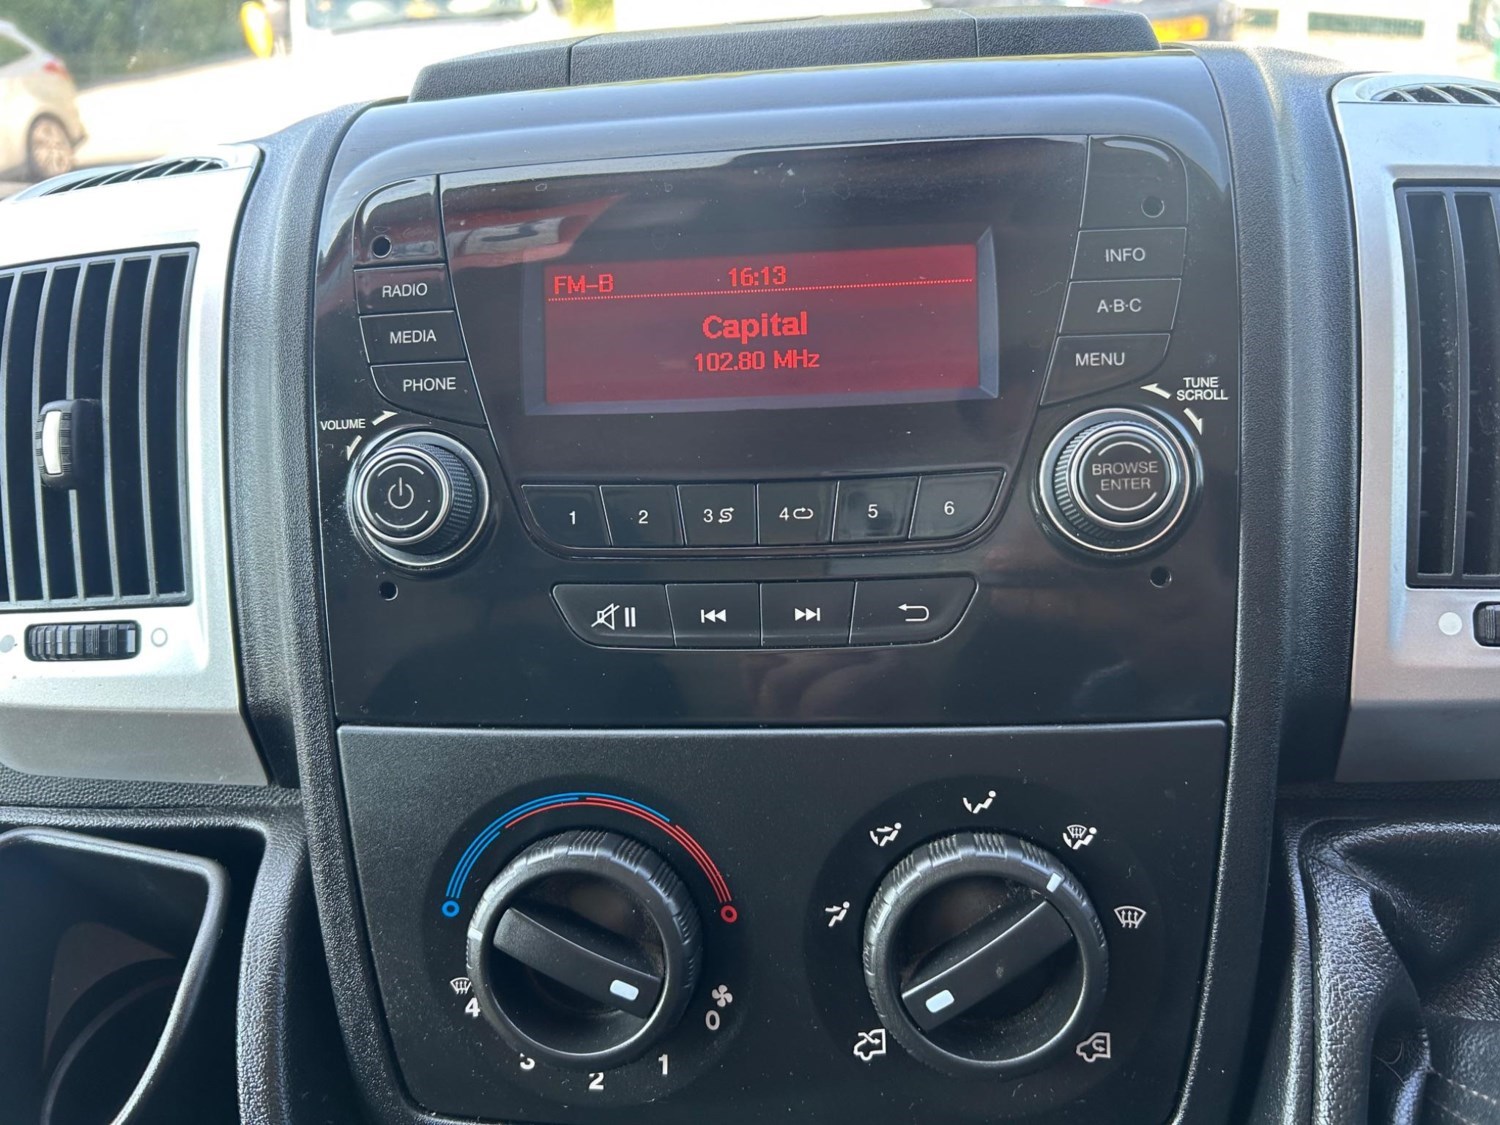 FM-B 16:13
Capital
102.80 MHz
RADIO
MEDIA
PHONE
VOLUME
INFO
A·B·C
MENU
TUNE
SCROLL
BROWSE
ENTER
1 2 3 4 5 6
4 3 2 1 0